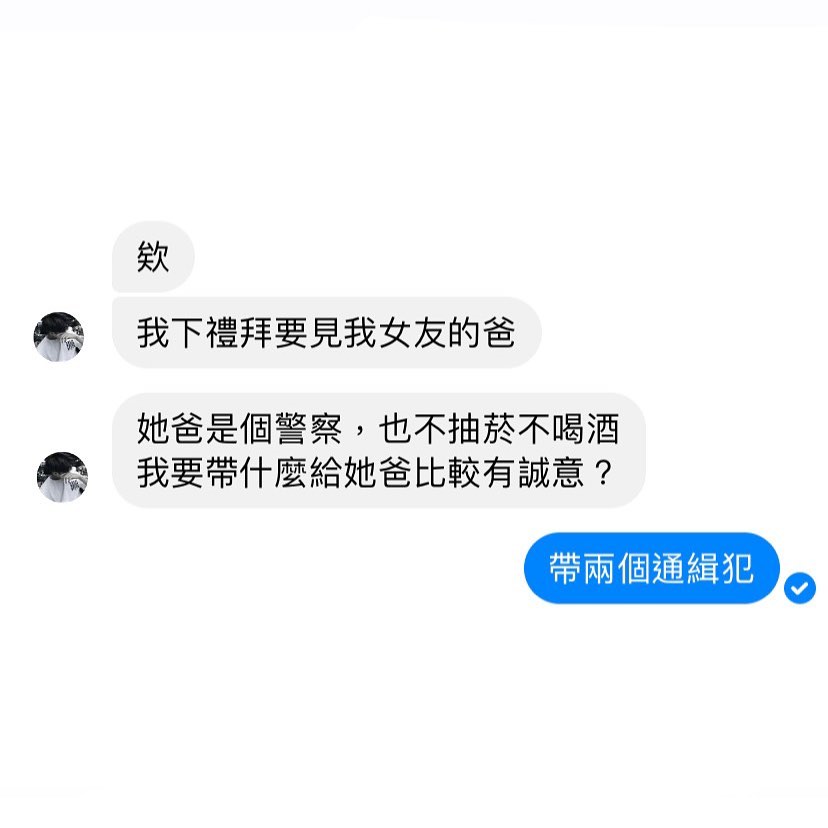 欸
我下禮拜要見我女友的爸
她爸是個警察，也不抽菸不喝酒
我要帶什麼給她爸比較有誠意？
帶兩個通緝犯